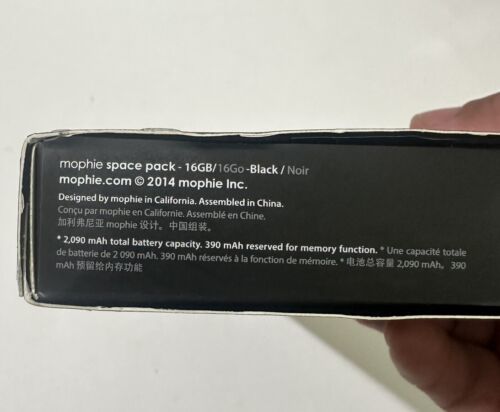 mophie space pack - 16GB/16Go -Black / Noir
mophie.com © 2014 mophie Inc.
Designed by mophie in California. Assembled in China.
Conçu par mophie en Californie. Assemblé en Chine.
加利弗尼亚 mophie 设计。中国组装。
* 2,090 mAh total battery capacity. 390 mAh reserved for memory function. * Une capacité totale
de batterie de 2 090 mAh. 390 mAh réservés à la fonction de mémoire. * 电池总容量 2,090 mAh。390
mAh 预留给内存功能